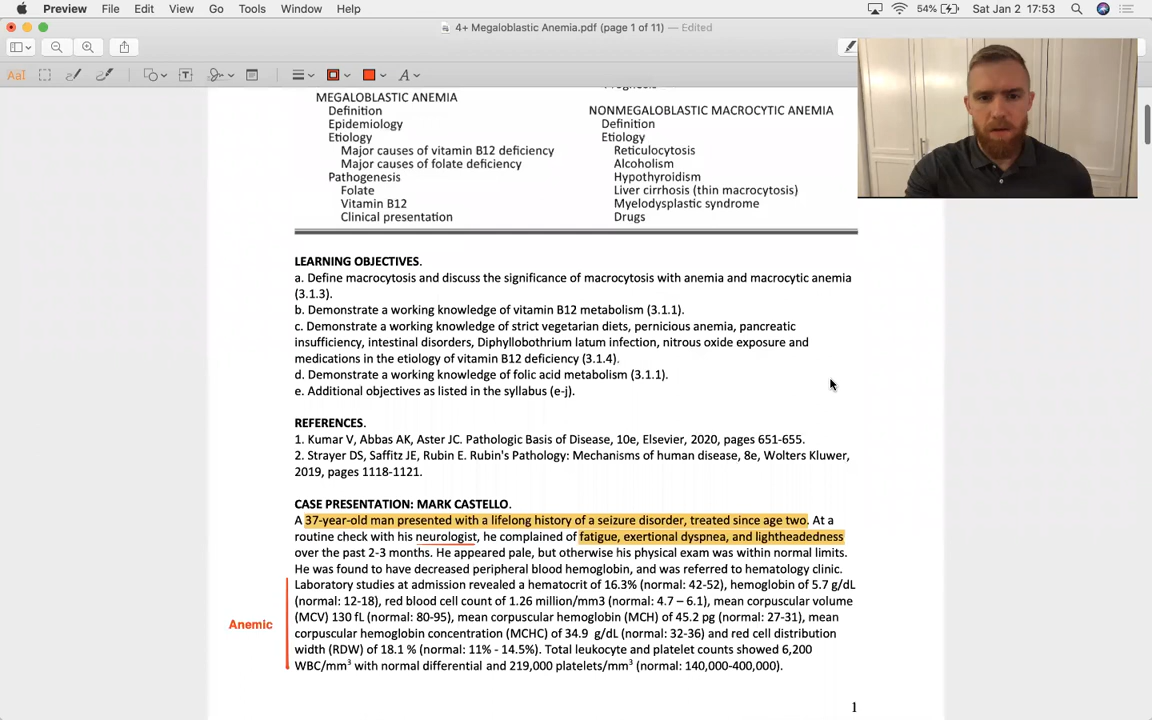 Preview File Edit View Go Tools Window Help 54% Sat Jan 2 17:53
4+ Megaloblastic Anemia.pdf (page 1 of 11) — Edited
AaI A
MEGALOBLASTIC ANEMIA
Definition
Epidemiology
Etiology
Major causes of vitamin B12 deficiency
Major causes of folate deficiency
Pathogenesis
Folate
Vitamin B12
Clinical presentation
Prognosis
NONMEGALOBLASTIC MACROCYTIC ANEMIA
Definition
Etiology
Reticulocytosis
Alcoholism
Hypothyroidism
Liver cirrhosis (thin macrocytosis)
Myelodysplastic syndrome
Drugs
LEARNING OBJECTIVES.
a. Define macrocytosis and discuss the significance of macrocytosis with anemia and macrocytic anemia
(3.1.3).
b. Demonstrate a working knowledge of vitamin B12 metabolism (3.1.1).
c. Demonstrate a working knowledge of strict vegetarian diets, pernicious anemia, pancreatic
insufficiency, intestinal disorders, Diphyllobothrium latum infection, nitrous oxide exposure and
medications in the etiology of vitamin B12 deficiency (3.1.4).
d. Demonstrate a working knowledge of folic acid metabolism (3.1.1).
e. Additional objectives as listed in the syllabus (e-j).
REFERENCES.
1. Kumar V, Abbas AK, Aster JC. Pathologic Basis of Disease, 10e, Elsevier, 2020, pages 651-655.
2. Strayer DS, Saffitz JE, Rubin E. Rubin's Pathology: Mechanisms of human disease, 8e, Wolters Kluwer,
2019, pages 1118-1121.
CASE PRESENTATION: MARK CASTELLO.
A 37-year-old man presented with a lifelong history of a seizure disorder, treated since age two. At a
routine check with his neurologist, he complained of fatigue, exertional dyspnea, and lightheadedness
over the past 2-3 months. He appeared pale, but otherwise his physical exam was within normal limits.
He was found to have decreased peripheral blood hemoglobin, and was referred to hematology clinic.
Laboratory studies at admission revealed a hematocrit of 16.3% (normal: 42-52), hemoglobin of 5.7 g/dL
(normal: 12-18), red blood cell count of 1.26 million/mm3 (normal: 4.7 – 6.1), mean corpuscular volume
(MCV) 130 fL (normal: 80-95), mean corpuscular hemoglobin (MCH) of 45.2 pg (normal: 27-31), mean
corpuscular hemoglobin concentration (MCHC) of 34.9 g/dL (normal: 32-36) and red cell distribution
width (RDW) of 18.1 % (normal: 11% - 14.5%). Total leukocyte and platelet counts showed 6,200
WBC/mm³ with normal differential and 219,000 platelets/mm³ (normal: 140,000-400,000).
Anemic
1